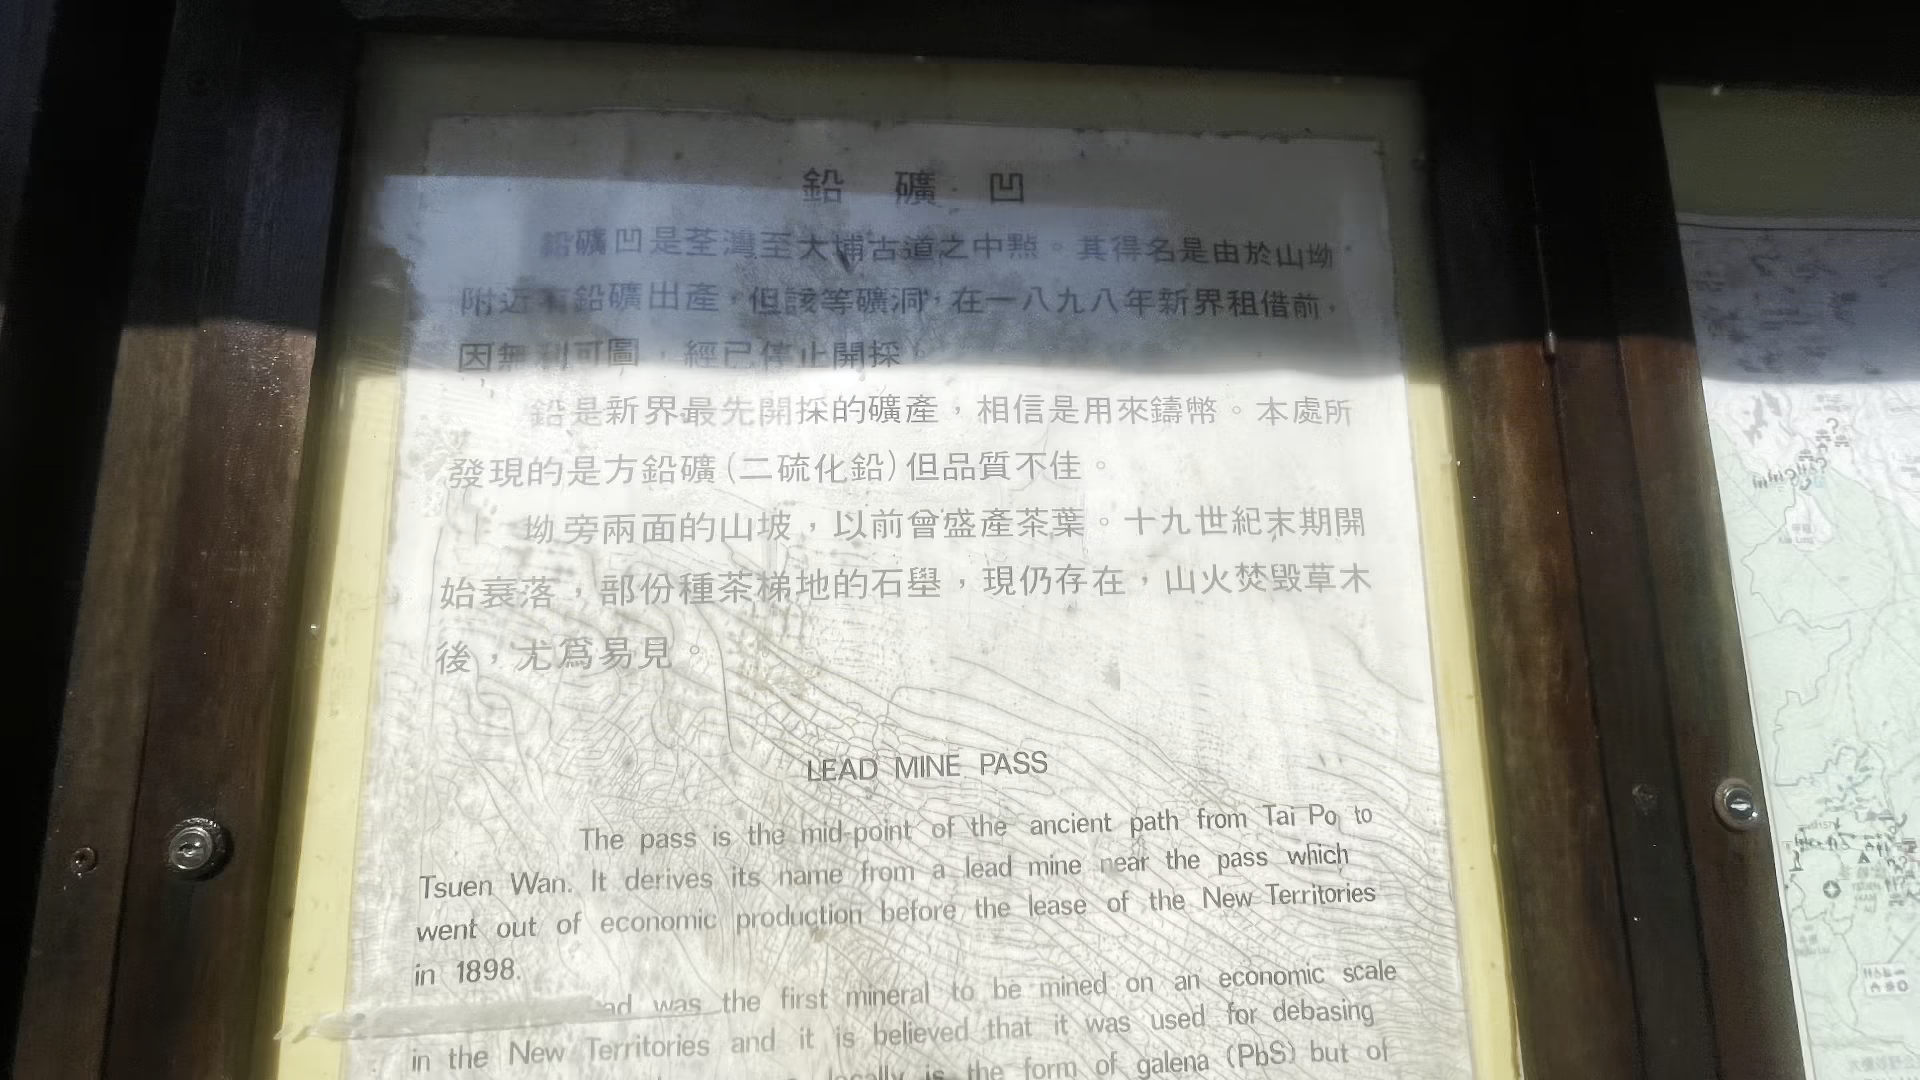 鉛礦凹
鉛礦凹是荃灣至大埔古道之中點。其得名是由於山坳
附近有鉛礦出產,但該等礦洞,在一八九八年新界租借前,
因無利可圖,經已停止開採。
鉛是新界最先開採的礦產,相信是用來鑄幣。本處所
發現的是方鉛礦(二硫化鉛)但品質不佳。
坳旁兩面的山坡,以前曾盛產茶葉。十九世紀末期開
始衰落,部份種茶梯地的石壆,現仍存在,山火焚毀草木
後,尤爲易見。
LEAD MINE PASS
The pass is the mid-point of the ancient path from Tai Po to
Tsuen Wan. It derives its name from a lead mine near the pass which
went out of economic production before the lease of the New Territories
in 1898.
ad was the first mineral to be mined on an economic scale
in the New Territories and it is believed that it was used for debasing
locally is the form of galena (PbS) but of